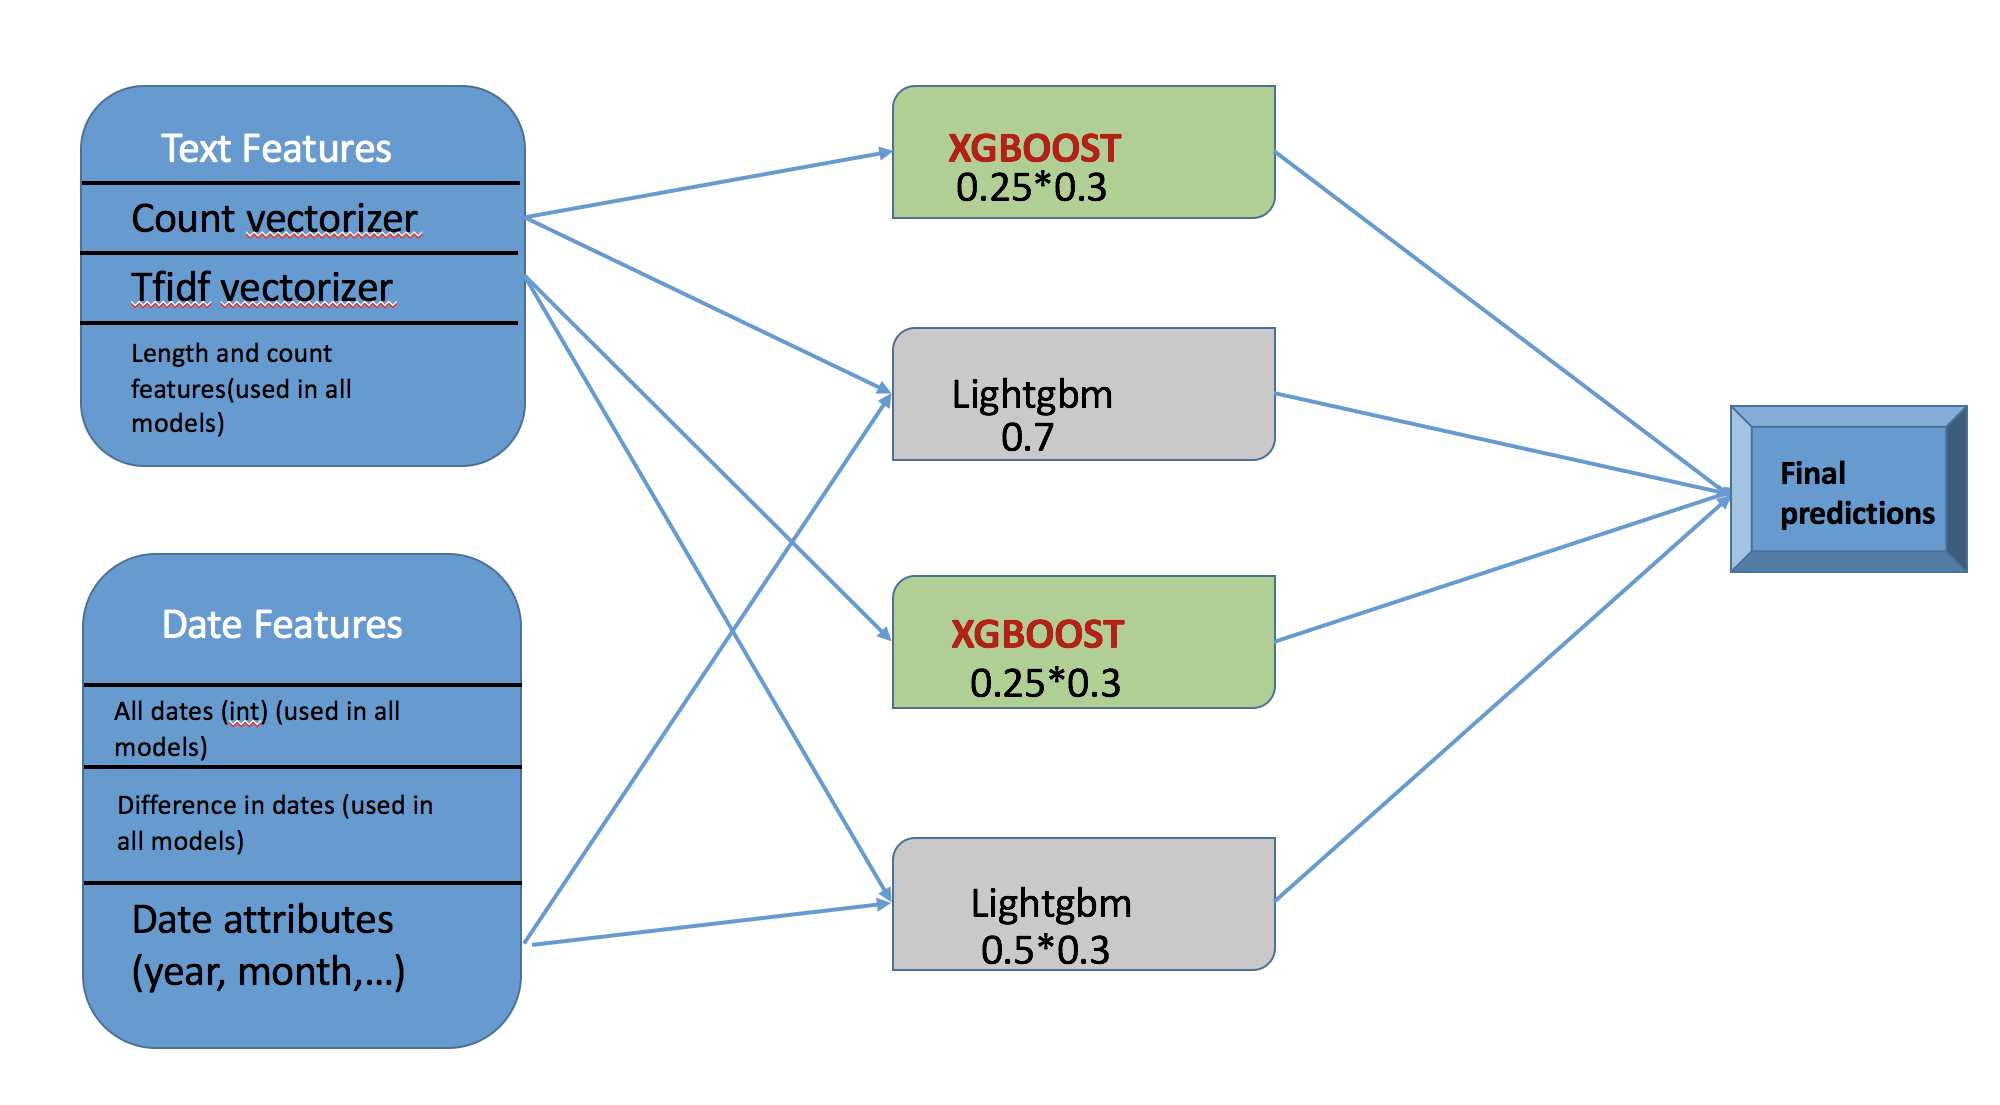 Text Features
Count vectorizer
Tfidf vectorizer
Length and count
features(used in all
models)
Date Features
All dates (int) (used in all
models)
Difference in dates (used in
all models)
Date attributes
(year, month,...)
XGBOOST
0.25*0.3
Lightgbm
0.7
XGBOOST
0.25*0.3
Lightgbm
0.5*0.3
Final
predictions